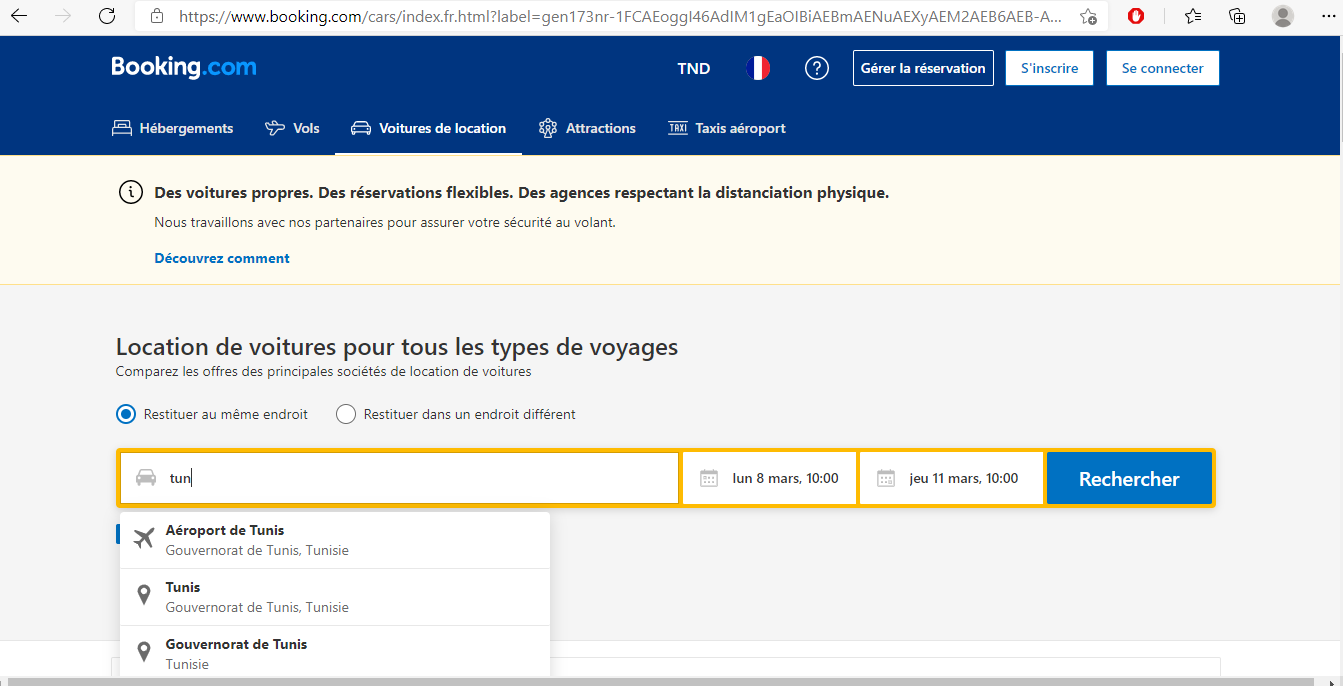 https://www.booking.com/cars/index.fr.html?label=gen173nr-1FCAEoggI46AdIM1gEaOIBiAEBmAENuAEXyAEM2AEB6AEB-A...
Booking.com
TND
?
Gérer la réservation
S'inscrire
Se connecter
Hébergements
Vols
Voitures de location
Attractions
TAXI
Taxis aéroport
Des voitures propres. Des réservations flexibles. Des agences respectant la distanciation physique.
Nous travaillons avec nos partenaires pour assurer votre sécurité au volant.
Découvrez comment
Location de voitures pour tous les types de voyages
Comparez les offres des principales sociétés de location de voitures
Restituer au même endroit
Restituer dans un endroit différent
tun
lun 8 mars, 10:00
jeu 11 mars, 10:00
Rechercher
Aéroport de Tunis
Gouvernorat de Tunis, Tunisie
Tunis
Gouvernorat de Tunis, Tunisie
Gouvernorat de Tunis
Tunisie